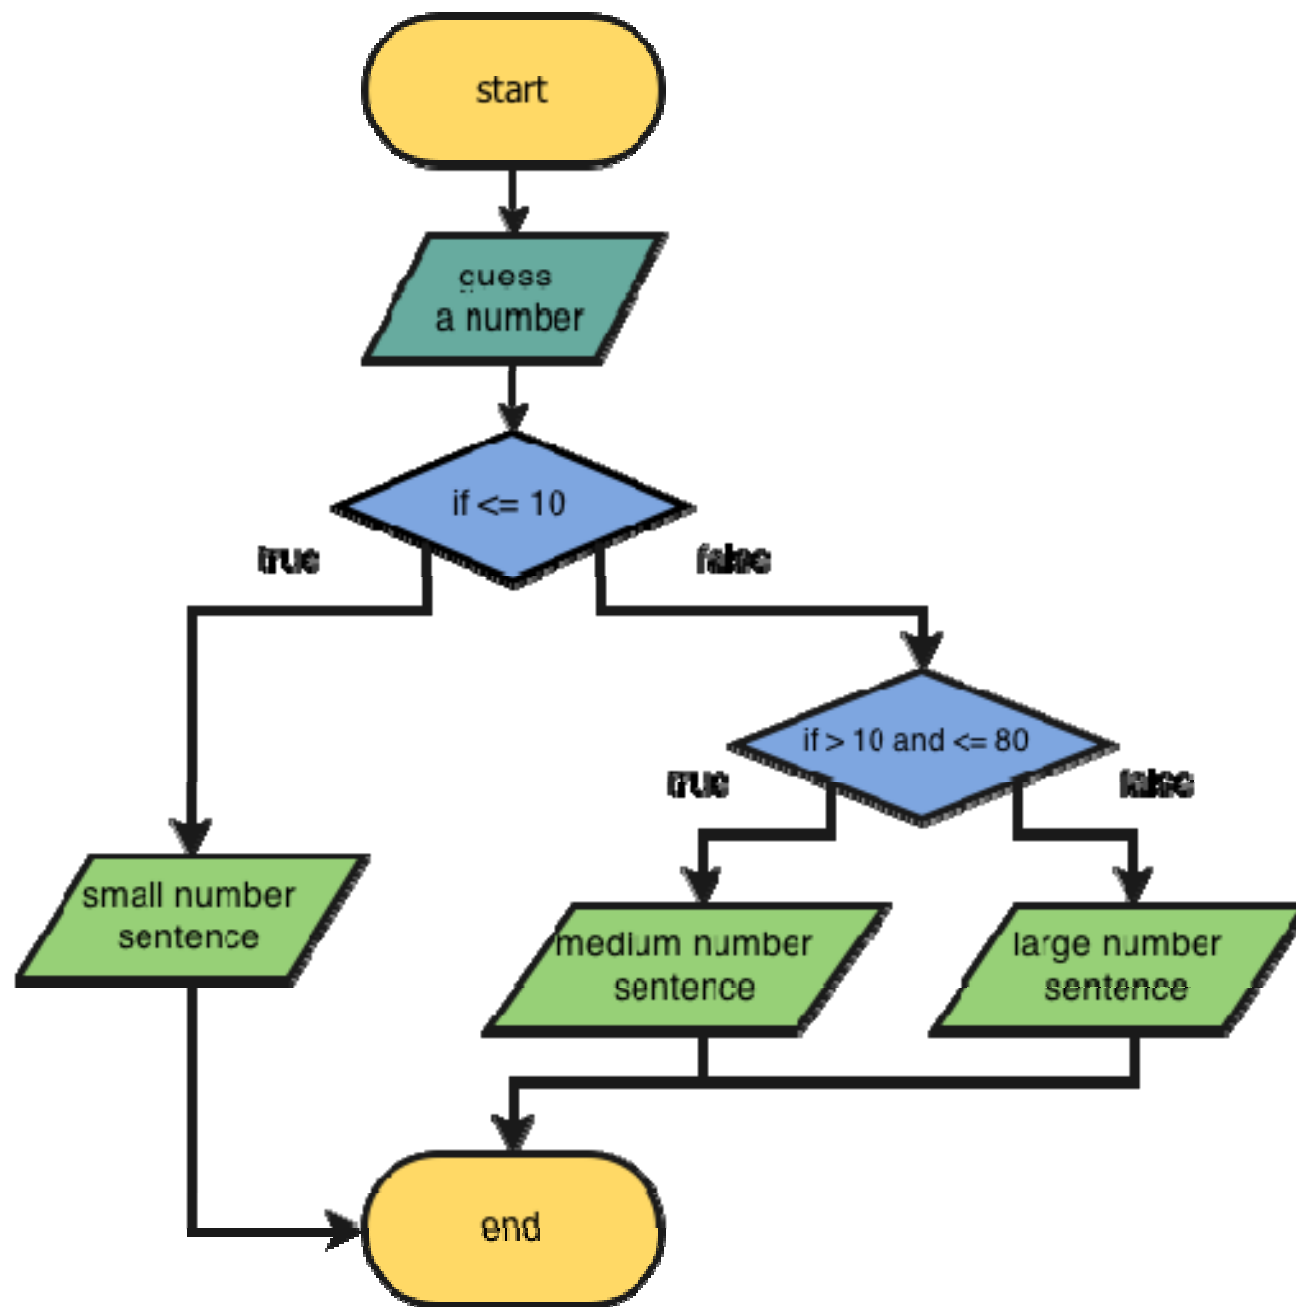 start
guess
a number
if <= 10
true
false
if > 10 and <= 80
true
false
small number
sentence
medium number
sentence
large number
sentence
end